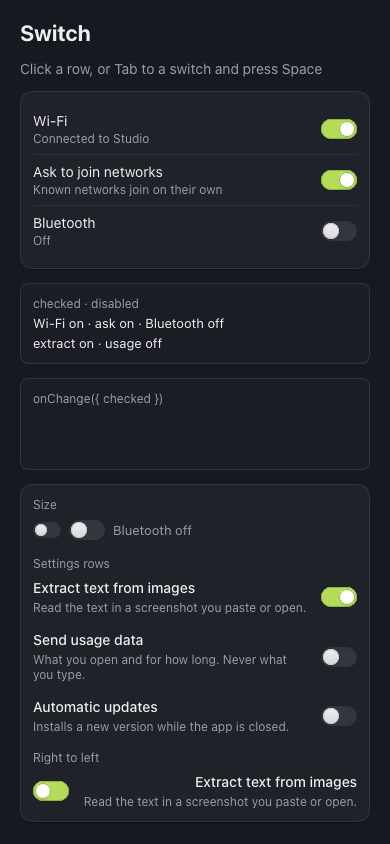 Switch
Click a row, or Tab to a switch and press Space
Wi-Fi
Connected to Studio
Ask to join networks
Known networks join on their own
Bluetooth
Off
checked · disabled
Wi-Fi on · ask on · Bluetooth off
extract on · usage off
onChange({ checked })
Size
Bluetooth off
Settings rows
Extract text from images
Read the text in a screenshot you paste or open.
Send usage data
What you open and for how long. Never what
you type.
Automatic updates
Installs a new version while the app is closed.
Right to left
Extract text from images
Read the text in a screenshot you paste or open.